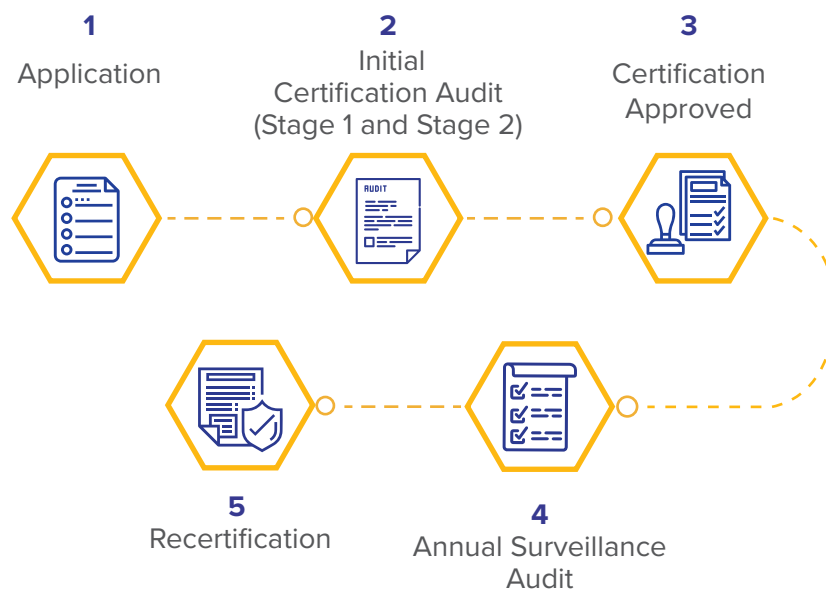 1
Application
2
Initial
Certification Audit
(Stage 1 and Stage 2)
3
Certification
Approved
AUDIT
4
Annual Surveillance
Audit
5
Recertification